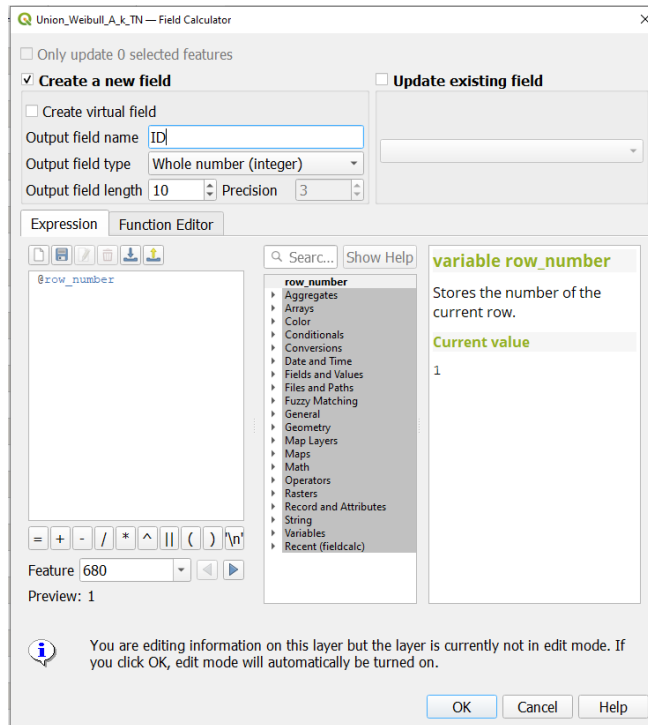 Union_Weibull_A_k_TN — Field Calculator
Only update 0 selected features
Create a new field
Update existing field
Create virtual field
Output field name ID
Output field type Whole number (integer)
Output field length 10 Precision 3
Expression Function Editor
Searc... Show Help
@row_number
row_number
Aggregates
Arrays
Color
Conditionals
Conversions
Date and Time
Fields and Values
Files and Paths
Fuzzy Matching
General
Geometry
Map Layers
Maps
Math
Operators
Rasters
Record and Attributes
String
Variables
Recent (fieldcalc)
variable row_number
Stores the number of the
current row.
Current value
1
= + - / * ^ || ( ) '\n'
Feature 680
Preview: 1
You are editing information on this layer but the layer is currently not in edit mode. If
you click OK, edit mode will automatically be turned on.
OK Cancel Help